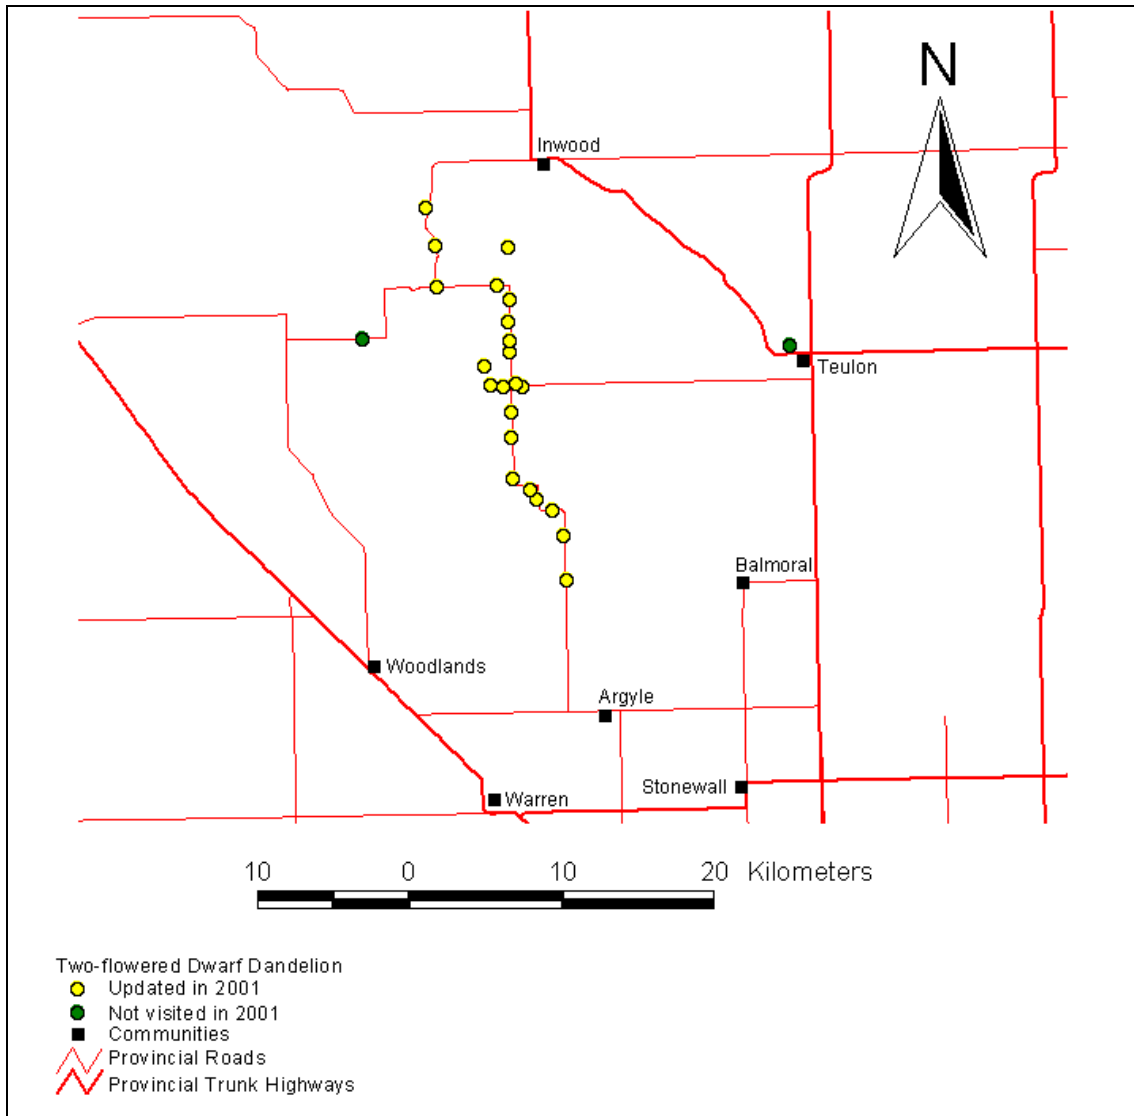 N
Inwood
Teulon
Balmoral
Woodlands
Argyle
Stonewall
Warren
10 0 10 20 Kilometers
Two-flowered Dwarf Dandelion
Updated in 2001
Not visited in 2001
Communities
Provincial Roads
Provincial Trunk Highways